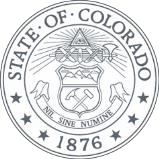 STATE·OF·COLORADO
NIL SINE NUMINE
1876